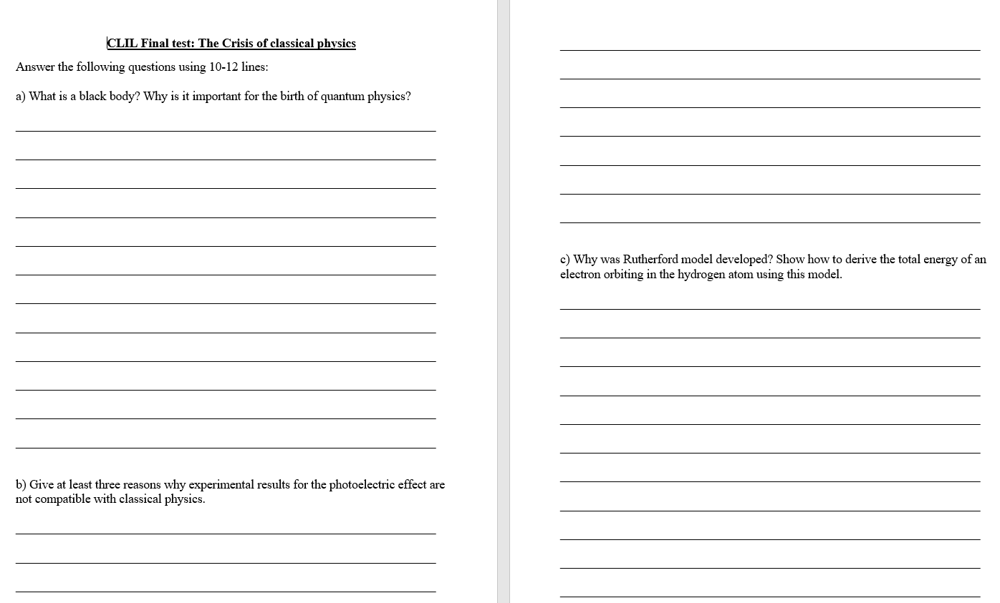 CLIL Final test: The Crisis of classical physics
Answer the following questions using 10-12 lines:
a) What is a black body? Why is it important for the birth of quantum physics?
b) Give at least three reasons why experimental results for the photoelectric effect are
not compatible with classical physics.
c) Why was Rutherford model developed? Show how to derive the total energy of an
electron orbiting in the hydrogen atom using this model.